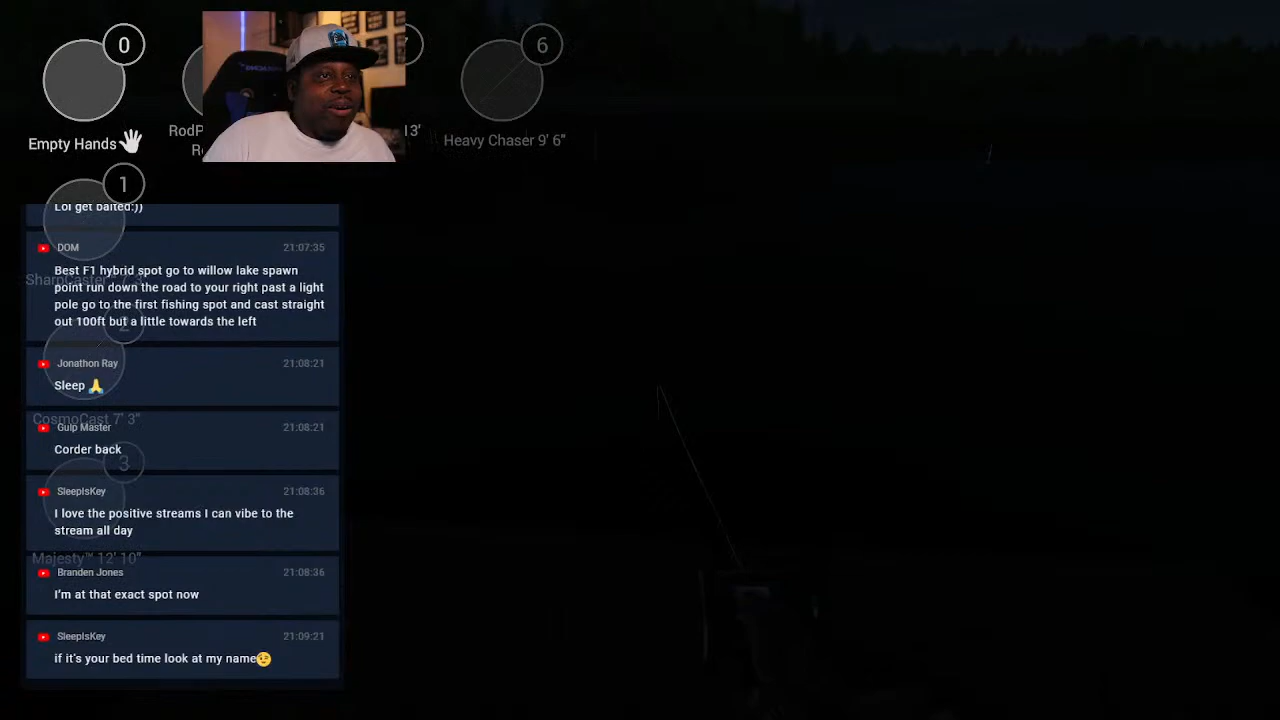 0
6
Empty Hands
RodP
13'
Heavy Chaser 9' 6"
1
Lol get baited:))
DOM 21:07:35
Best F1 hybrid spot go to willow lake spawn
point run down the road to your right past a light
pole go to the first fishing spot and cast straight
out 100ft but a little towards the left
SharpCaster™ 7' 3"
2
Jonathon Ray 21:08:21
Sleep 🙏
CosmoCast 7' 3"
Gulp Master 21:08:21
Corder back
3
SleepIsKey 21:08:36
I love the positive streams I can vibe to the
stream all day
Majesty™ 12' 10"
Branden Jones 21:08:36
I'm at that exact spot now
SleepIsKey 21:09:21
if it's your bed time look at my name🥺